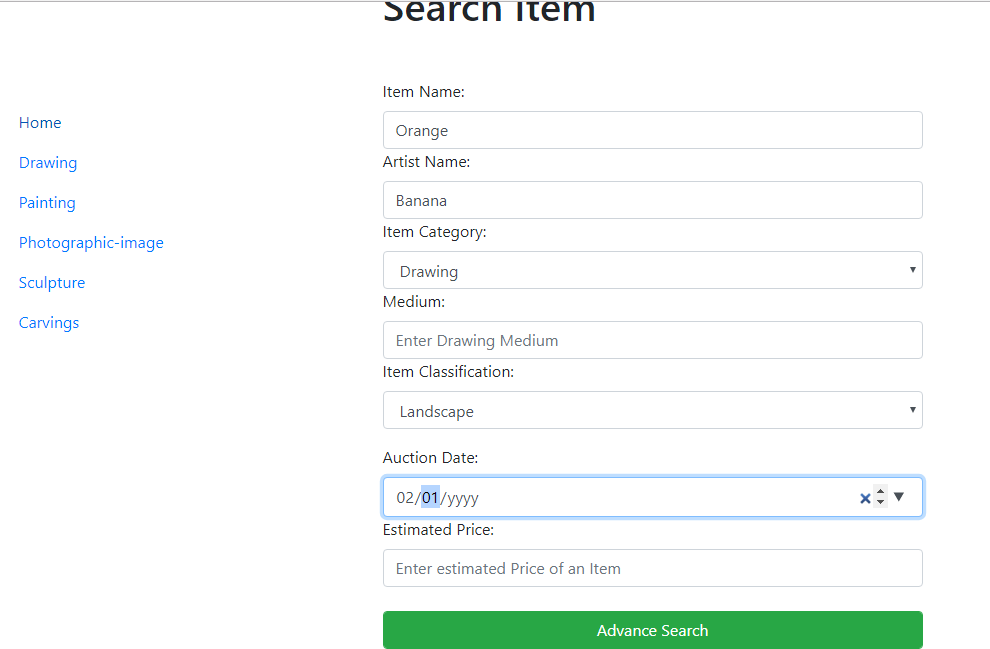 Search Item
Home
Drawing
Painting
Photographic-image
Sculpture
Carvings
Item Name:
Orange
Artist Name:
Banana
Item Category:
Drawing
Medium:
Enter Drawing Medium
Item Classification:
Landscape
Auction Date:
02/01/yyyy
Estimated Price:
Enter estimated Price of an Item
Advance Search